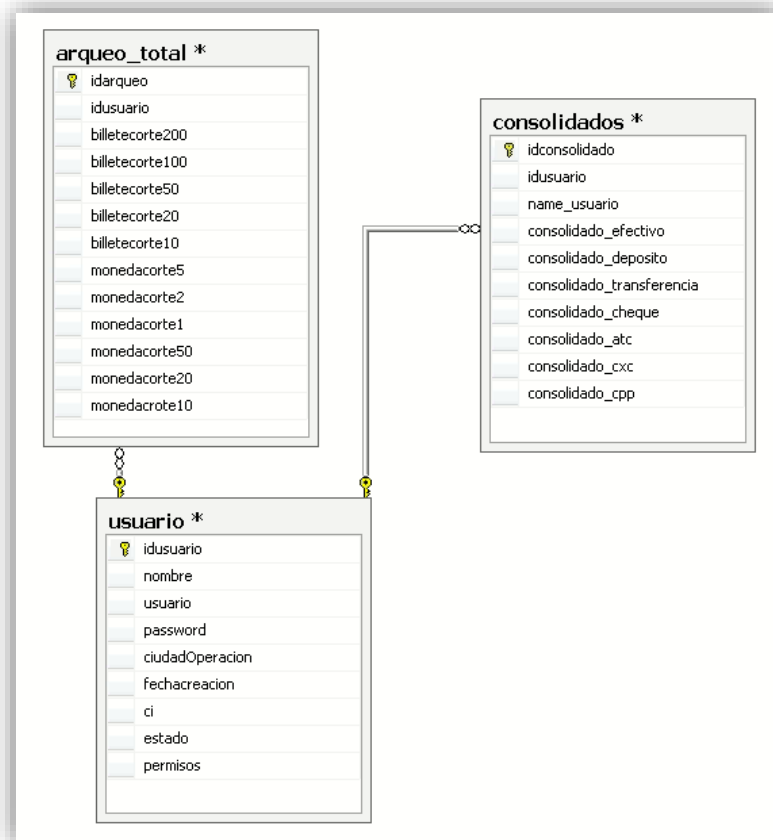 arqueo_total *
idarqueo
idusuario
billetecorte200
billetecorte100
billetecorte50
billetecorte20
billetecorte10
monedacorte5
monedacorte2
monedacorte1
monedacorte50
monedacorte20
monedacrote10
consolidados *
idconsolidado
idusuario
name_usuario
consolidado_efectivo
consolidado_deposito
consolidado_transferencia
consolidado_cheque
consolidado_atc
consolidado_cxc
consolidado_cpp
usuario *
idusuario
nombre
usuario
password
ciudadOperacion
fechacreacion
ci
estado
permisos